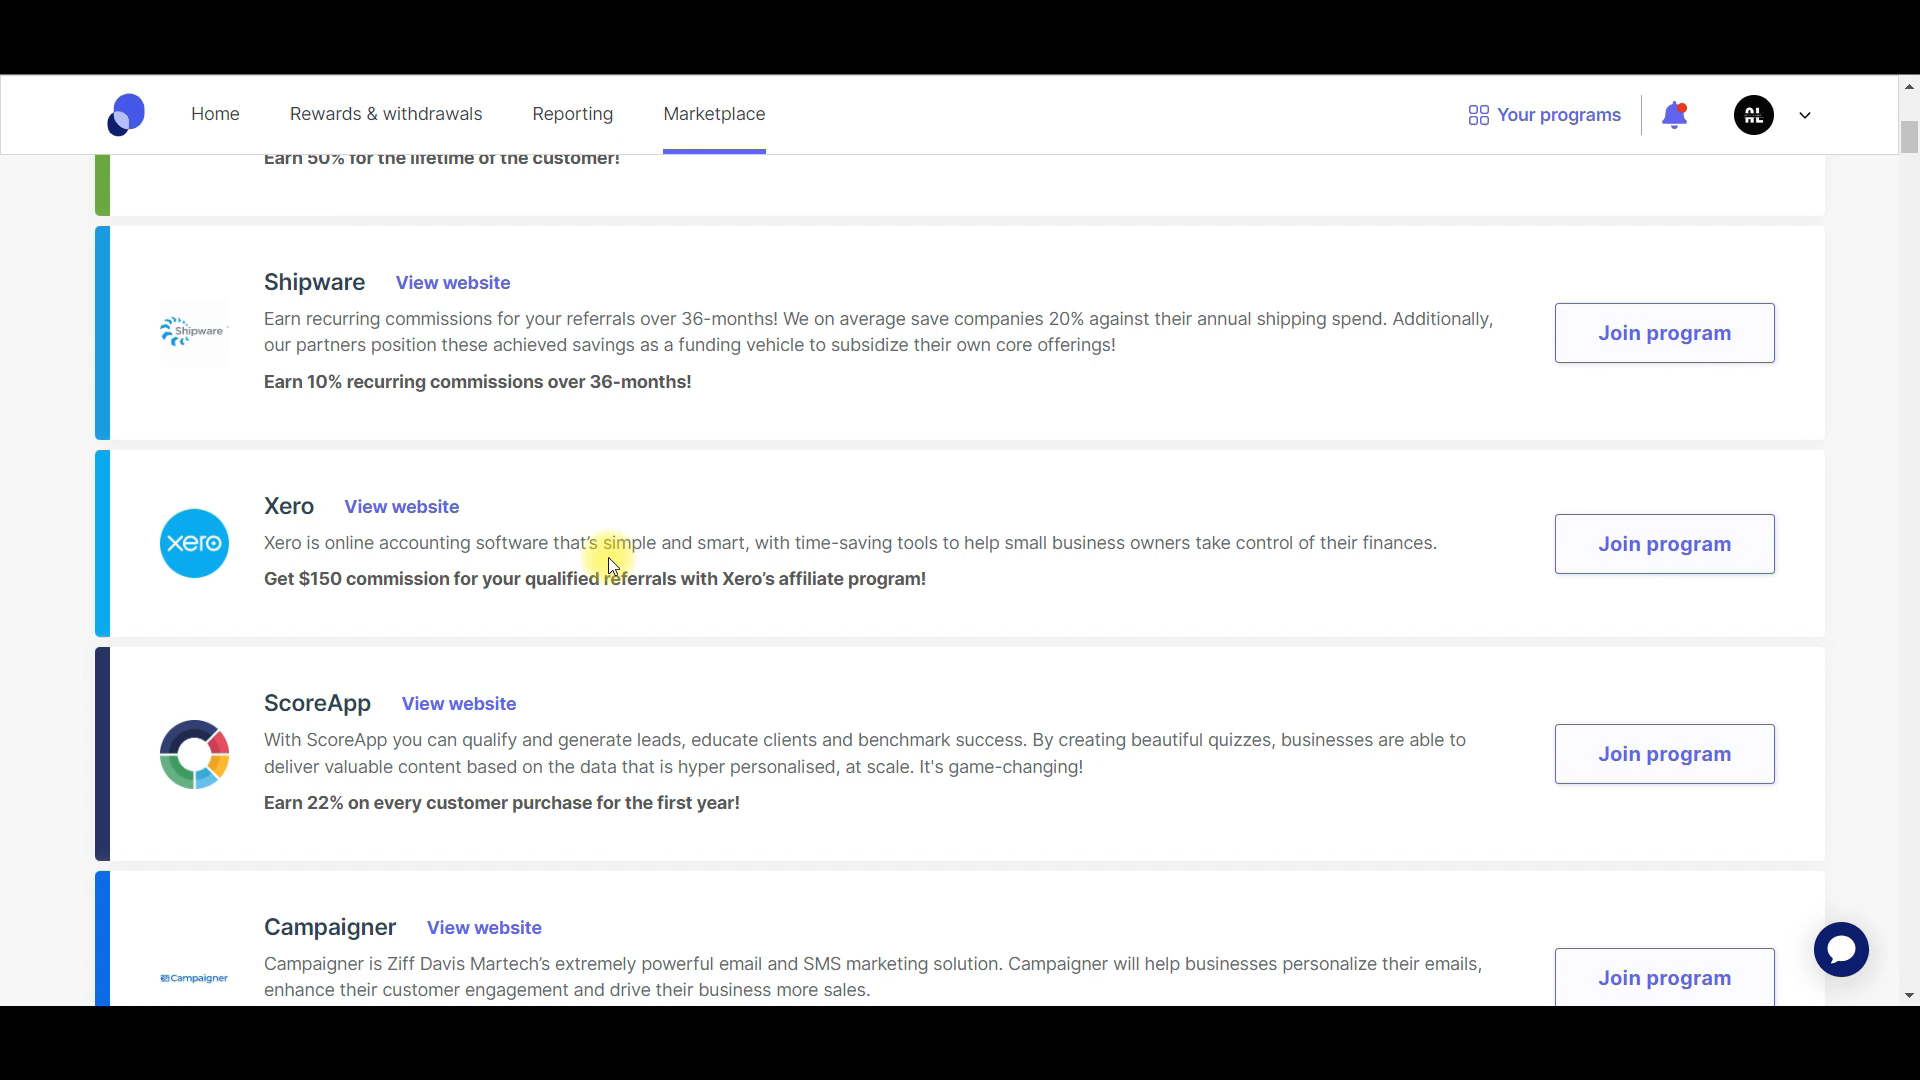 Home
Rewards & withdrawals
Reporting
Marketplace
Your programs
AL
Earn 50% for the lifetime of the customer!
Shipware
View website
Shipware
Earn recurring commissions for your referrals over 36-months! We on average save companies 20% against their annual shipping spend. Additionally,
our partners position these achieved savings as a funding vehicle to subsidize their own core offerings!
Earn 10% recurring commissions over 36-months!
Join program
Xero
View website
xero
Xero is online accounting software that's simple and smart, with time-saving tools to help small business owners take control of their finances.
Get $150 commission for your qualified referrals with Xero's affiliate program!
Join program
ScoreApp
View website
With ScoreApp you can qualify and generate leads, educate clients and benchmark success. By creating beautiful quizzes, businesses are able to
deliver valuable content based on the data that is hyper personalised, at scale. It's game-changing!
Earn 22% on every customer purchase for the first year!
Join program
Campaigner
View website
Campaigner
Campaigner is Ziff Davis Martech's extremely powerful email and SMS marketing solution. Campaigner will help businesses personalize their emails,
enhance their customer engagement and drive their business more sales.
Join program